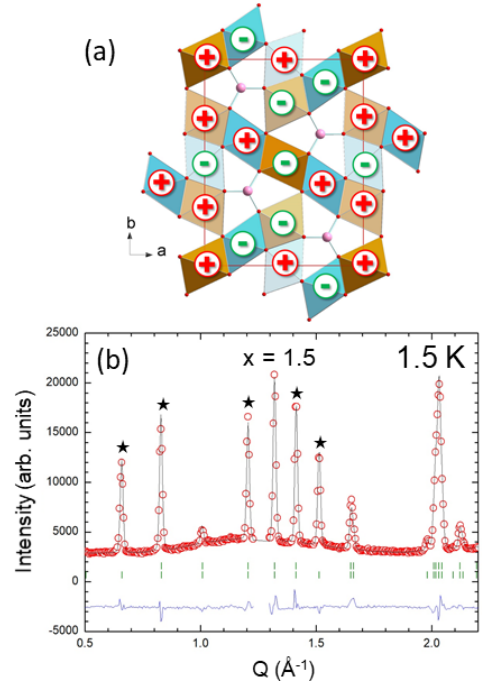 (a)
b
a
(b)
x = 1.5
1.5 K
25000
20000
15000
10000
5000
0
-5000
Intensity (arb. units)
0.5
1.0
1.5
2.0
Q (Å⁻¹)